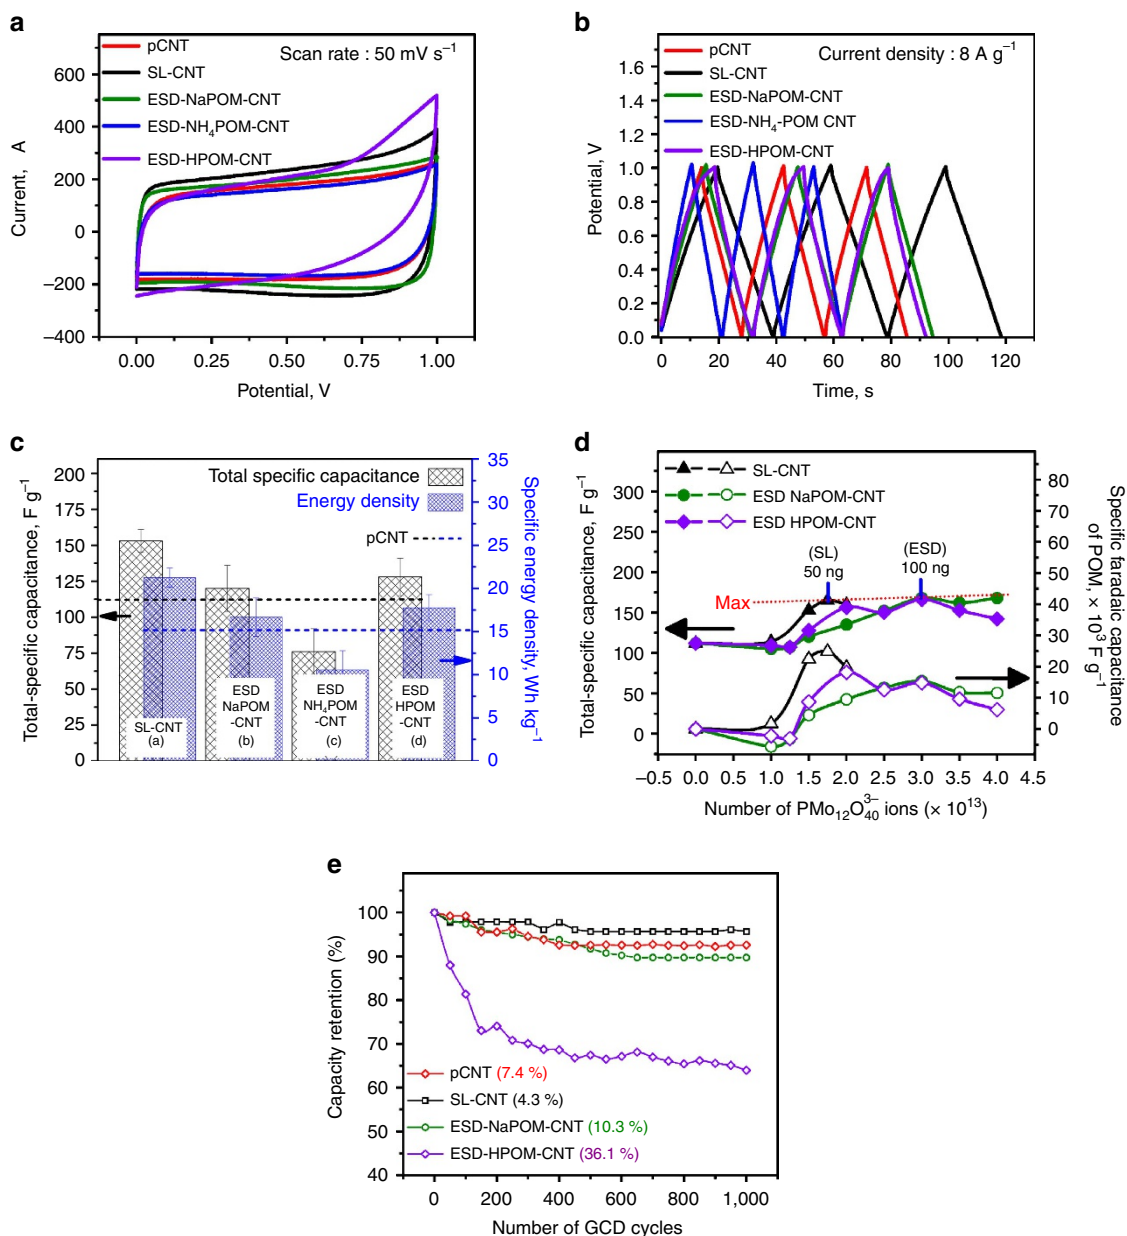 a
pCNT
SL-CNT
ESD-NaPOM-CNT
ESD-NH4POM-CNT
ESD-HPOM-CNT
Scan rate : 50 mV s–1
Current, A
600
400
200
0
–200
–400
0.00 0.25 0.50 0.75 1.00
Potential, V
b
pCNT
SL-CNT
ESD-NaPOM-CNT
ESD-NH4-POM CNT
ESD-HPOM-CNT
Current density : 8 A g–1
Potential, V
1.6
1.4
1.2
1.0
0.8
0.6
0.4
0.2
0.0
0 20 40 60 80 100 120
Time, s
c
Total specific capacitance
Energy density
pCNT
Total-specific capacitance, F g–1
200
175
150
125
100
75
50
25
0
SL-CNT
(a)
ESD
NaPOM
-CNT
(b)
ESD
NH4POM
-CNT
(c)
ESD
HPOM
-CNT
(d)
35
30
25
20
15
10
5
0
Specific energy density, Wh kg–1
d
SL-CNT
ESD NaPOM-CNT
ESD HPOM-CNT
(SL)
50 ng
(ESD)
100 ng
Max
Total-specific capacitance, F g–1
300
250
200
150
100
50
0
80
70
60
50
40
30
20
10
0
Specific faradaic capacitance
of POM, × 103 F g–1
–0.5 0.0 0.5 1.0 1.5 2.0 2.5 3.0 3.5 4.0 4.5
Number of PMo12O40 3– ions (× 1013)
e
Capacity retention (%)
100
90
80
70
60
50
40
pCNT (7.4 %)
SL-CNT (4.3 %)
ESD-NaPOM-CNT (10.3 %)
ESD-HPOM-CNT (36.1 %)
0 200 400 600 800 1,000
Number of GCD cycles